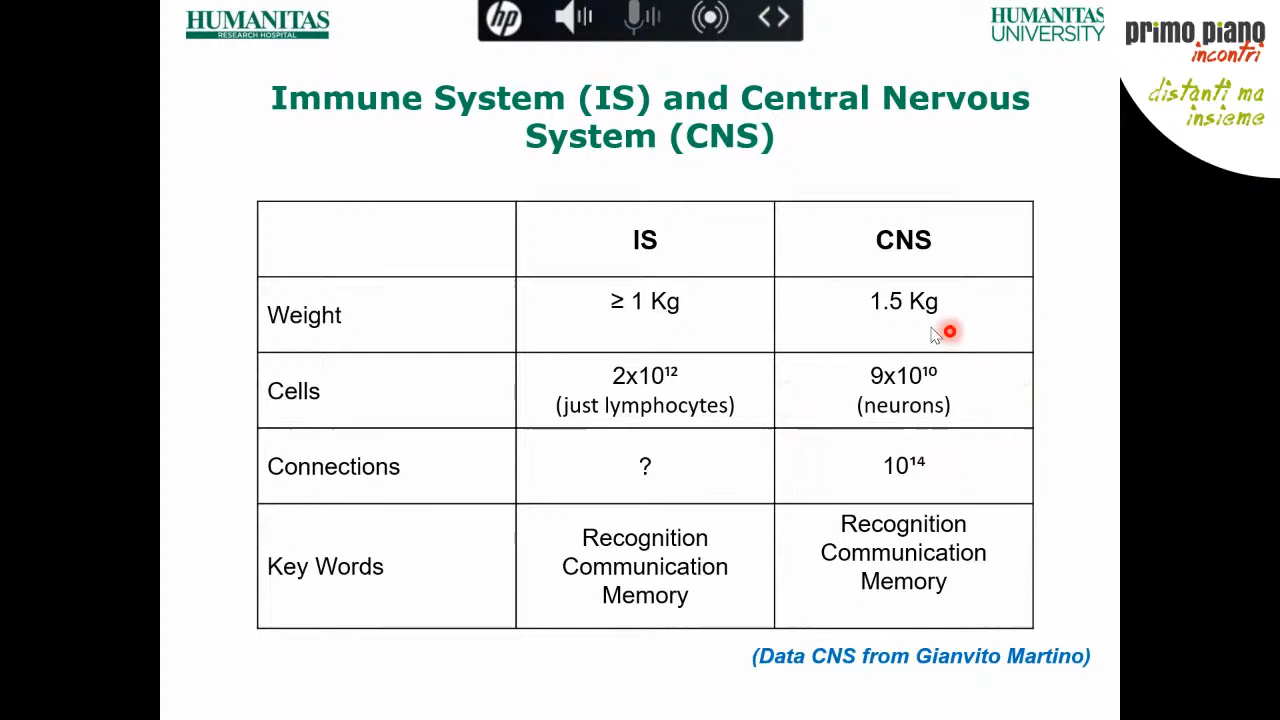 HUMANITAS
RESEARCH HOSPITAL
hp
HUMANITAS
UNIVERSITY
primo piano
incontri
distanti ma
insieme
Immune System (IS) and Central Nervous
System (CNS)
IS
CNS
Weight
≥ 1 Kg
1.5 Kg
Cells
2x10¹²
(just lymphocytes)
9x10¹⁰
(neurons)
Connections
?
10¹⁴
Key Words
Recognition
Communication
Memory
Recognition
Communication
Memory
(Data CNS from Gianvito Martino)